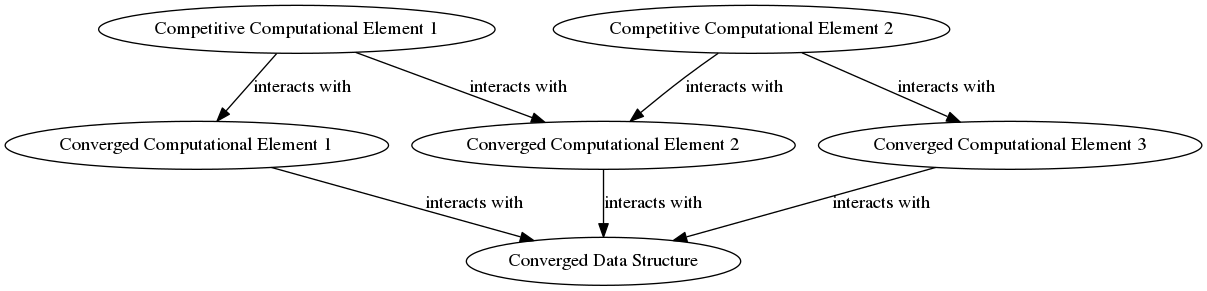 Competitive Computational Element 1
Competitive Computational Element 2
interacts with
interacts with
interacts with
interacts with
Converged Computational Element 1
Converged Computational Element 2
Converged Computational Element 3
interacts with
interacts with
interacts with
Converged Data Structure